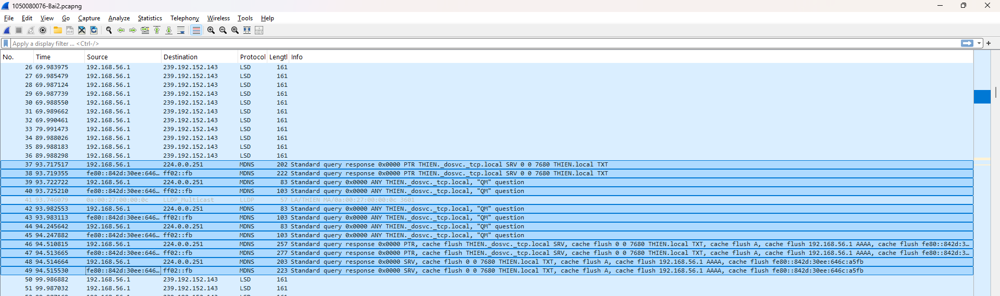 1050080076-Bai2.pcapng
File Edit View Go Capture Analyze Statistics Telephony Wireless Tools Help
Apply a display filter ... <Ctrl-/>
No. Time Source Destination Protocol Lengtl Info
26 69.983975 192.168.56.1 239.192.152.143 LSD 161
27 69.985479 192.168.56.1 239.192.152.143 LSD 161
28 69.987124 192.168.56.1 239.192.152.143 LSD 161
29 69.987739 192.168.56.1 239.192.152.143 LSD 161
30 69.988550 192.168.56.1 239.192.152.143 LSD 161
31 69.989662 192.168.56.1 239.192.152.143 LSD 161
32 69.990461 192.168.56.1 239.192.152.143 LSD 161
33 79.991473 192.168.56.1 239.192.152.143 LSD 161
34 89.988026 192.168.56.1 239.192.152.143 LSD 161
35 89.988183 192.168.56.1 239.192.152.143 LSD 161
36 89.988298 192.168.56.1 239.192.152.143 LSD 161
37 93.717517 192.168.56.1 224.0.0.251 MDNS 202 Standard query response 0x0000 PTR THIEN._dosvc._tcp.local SRV 0 0 7680 THIEN.local TXT
38 93.719355 fe80::842d:30ee:646… ff02::fb MDNS 222 Standard query response 0x0000 PTR THIEN._dosvc._tcp.local SRV 0 0 7680 THIEN.local TXT
39 93.722722 192.168.56.1 224.0.0.251 MDNS 83 Standard query 0x0000 ANY THIEN._dosvc._tcp.local, "QM" question
40 93.725210 fe80::842d:30ee:646… ff02::fb MDNS 103 Standard query 0x0000 ANY THIEN._dosvc._tcp.local, "QM" question
41 93.746079 0a:00:27:00:00:0c LLDP_Multicast LLDP 57 LA/THIEN MA/0a:00:27:00:00:0c 3601
42 93.982553 192.168.56.1 224.0.0.251 MDNS 83 Standard query 0x0000 ANY THIEN._dosvc._tcp.local, "QM" question
43 93.983113 fe80::842d:30ee:646… ff02::fb MDNS 103 Standard query 0x0000 ANY THIEN._dosvc._tcp.local, "QM" question
44 94.245642 192.168.56.1 224.0.0.251 MDNS 83 Standard query 0x0000 ANY THIEN._dosvc._tcp.local, "QM" question
45 94.247882 fe80::842d:30ee:646… ff02::fb MDNS 103 Standard query 0x0000 ANY THIEN._dosvc._tcp.local, "QM" question
46 94.510815 192.168.56.1 224.0.0.251 MDNS 257 Standard query response 0x0000 PTR, cache flush THIEN._dosvc._tcp.local SRV, cache flush 0 0 7680 THIEN.local TXT, cache flush A, cache flush 192.168.56.1 AAAA, cache flush fe80::842d:3…
47 94.513665 fe80::842d:30ee:646… ff02::fb MDNS 277 Standard query response 0x0000 PTR, cache flush THIEN._dosvc._tcp.local SRV, cache flush 0 0 7680 THIEN.local TXT, cache flush A, cache flush 192.168.56.1 AAAA, cache flush fe80::842d:3…
48 94.514664 192.168.56.1 224.0.0.251 MDNS 203 Standard query response 0x0000 SRV, cache flush 0 0 7680 THIEN.local TXT, cache flush A, cache flush 192.168.56.1 AAAA, cache flush fe80::842d:30ee:646c:a5fb
49 94.515530 fe80::842d:30ee:646… ff02::fb MDNS 223 Standard query response 0x0000 SRV, cache flush 0 0 7680 THIEN.local TXT, cache flush A, cache flush 192.168.56.1 AAAA, cache flush fe80::842d:30ee:646c:a5fb
50 99.986882 192.168.56.1 239.192.152.143 LSD 161
51 99.987032 192.168.56.1 239.192.152.143 LSD 161